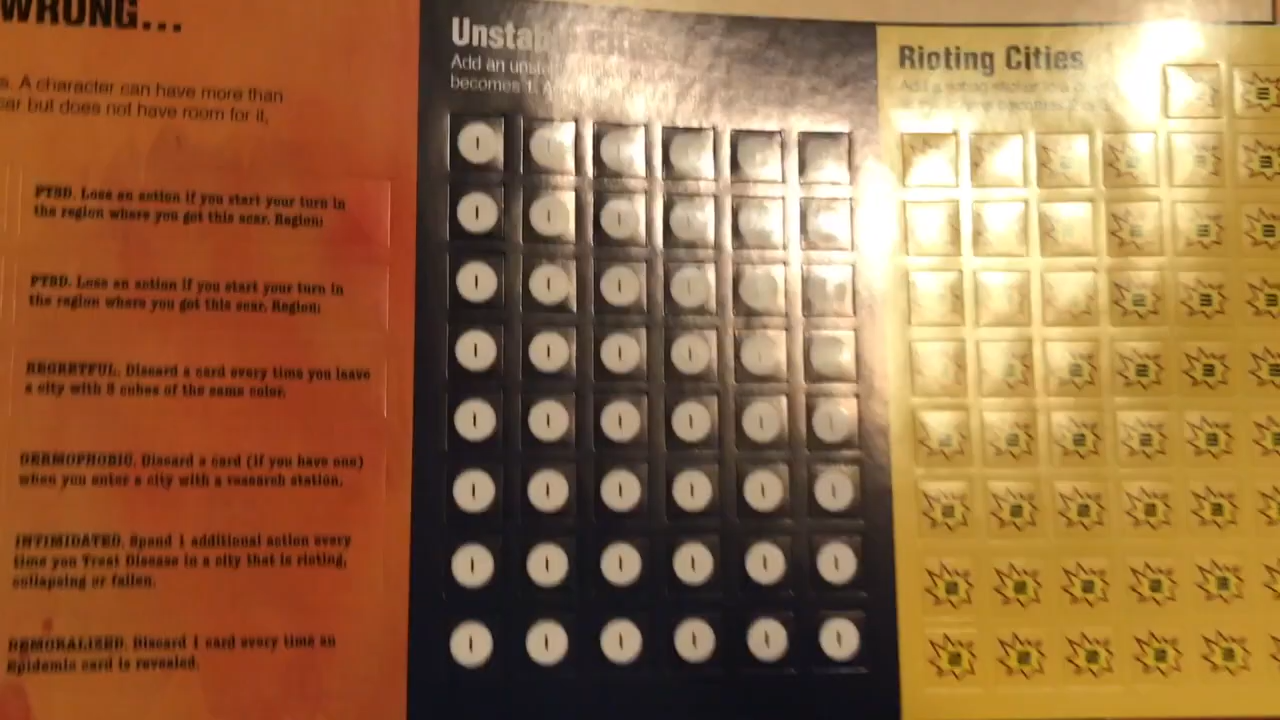 WRONG...
s. A character can have more than
car but does not have room for it,
PTSD. Lose an action if you start your turn in
the region where you got this scar. Region:
PTSD. Lose an action if you start your turn in
the region where you got this scar. Region:
REGRETFUL. Discard a card every time you leave
a city with 3 cubes of the same color.
GERMOPHOBIC. Discard a card (if you have one)
when you enter a city with a research station.
INTIMIDATED. Spend 1 additional action every
time you Treat Disease in a city that is rioting,
collapsing or fallen.
DEMORALIZED. Discard 1 card every time an
Epidemic card is revealed.
Unstab
Add an unsta
becomes 1. A
Rioting Cities